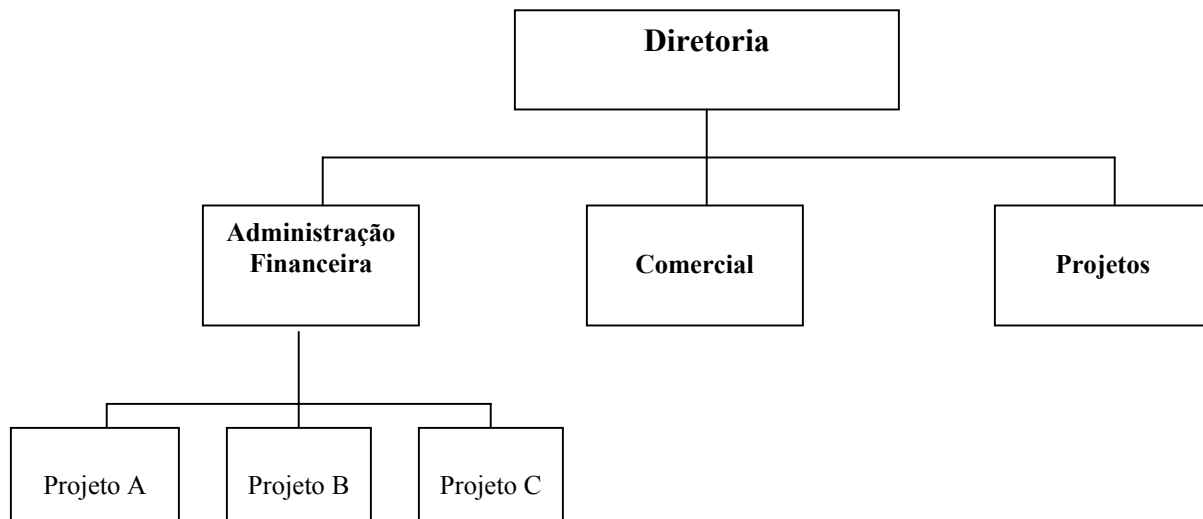 Diretoria
Administração
Financeira
Comercial
Projetos
Projeto A
Projeto B
Projeto C